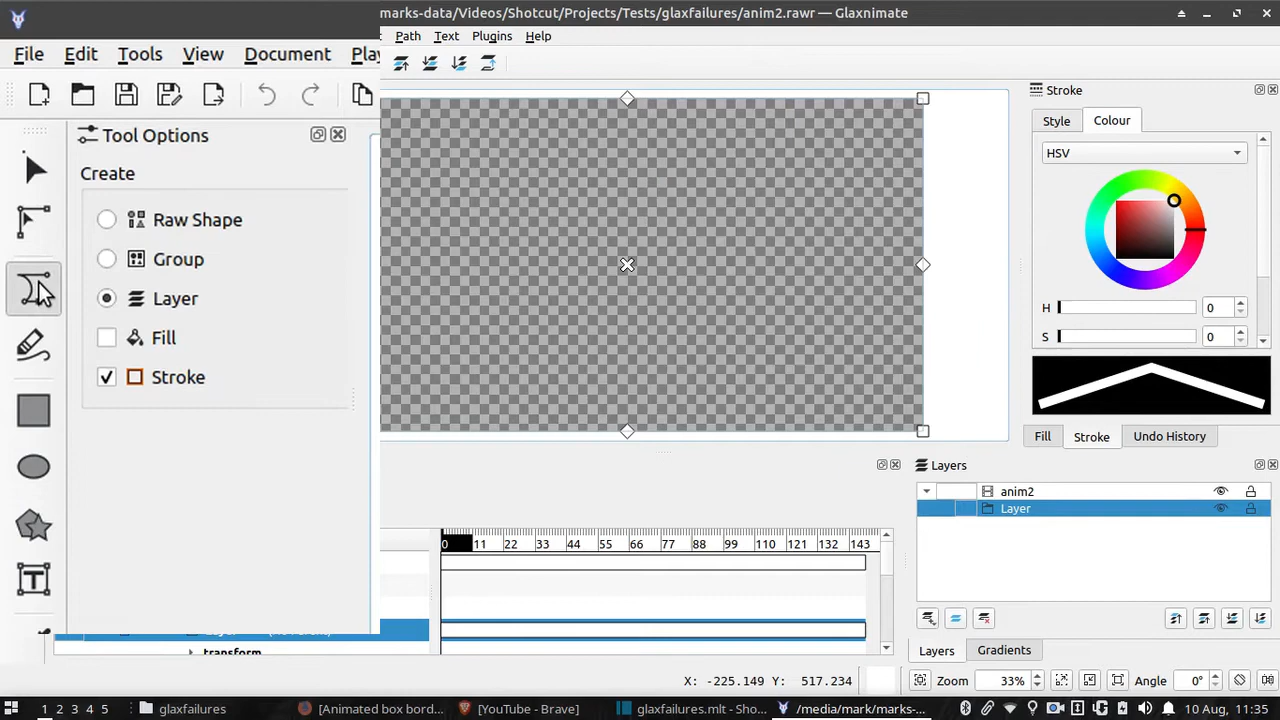 marks-data/Videos/Shotcut/Projects/Tests/glaxfailures/anim2.rawr — Glaxnimate
File Edit Tools View Document Play
Path Text Plugins Help
Tool Options
Create
Raw Shape
Group
Layer
Fill
Stroke
Stroke
Style Colour
HSV
H 0
S 0
Fill Stroke Undo History
Layers
anim2
Layer
0 11 22 33 44 55 66 77 88 99 110 121 132 143
transform
Layers Gradients
X: -225.149 Y: 517.234
Zoom 33% Angle 0°
1 2 3 4 5 glaxfailures [Animated box bord... [YouTube - Brave] glaxfailures.mlt - Sho... /media/mark/marks-... 10 Aug, 11:35